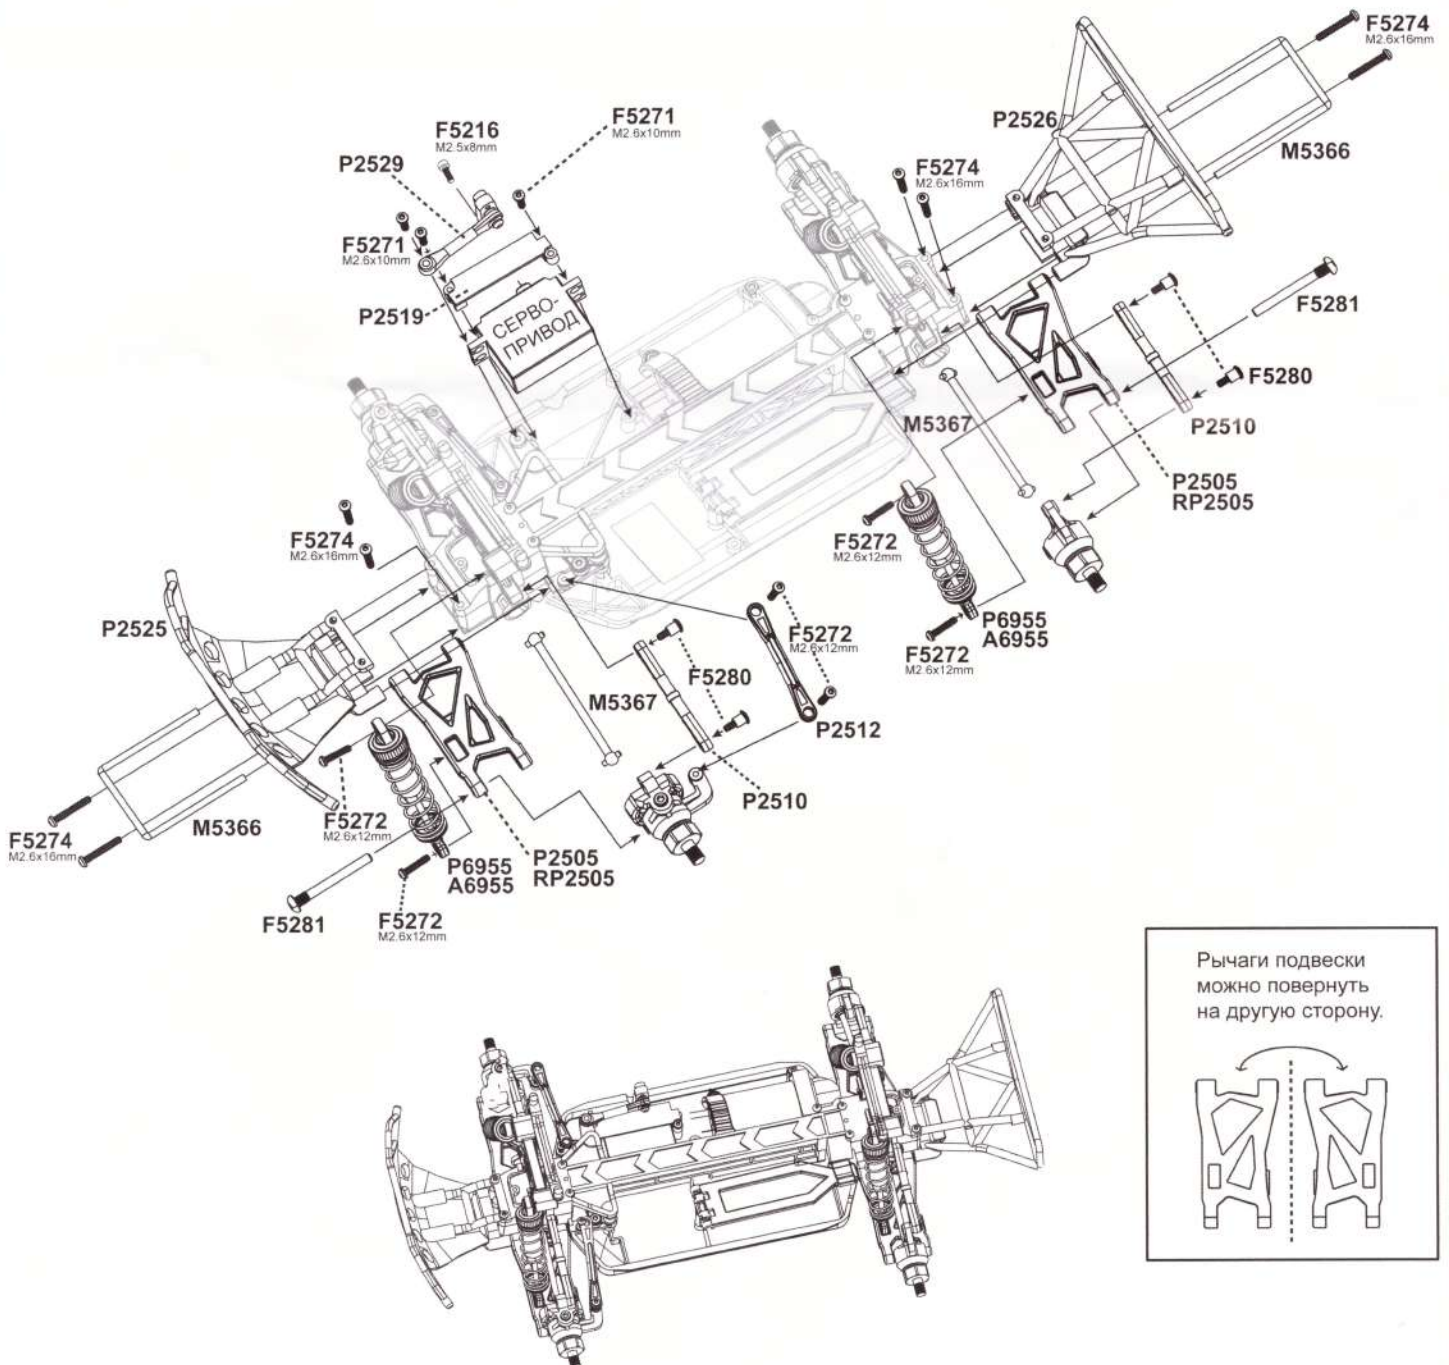 F5274
M2.6x16mm
F5271
M2.6x10mm
F5216
M2.5x8mm
P2526
P2529
M5366
F5274
M2.6x16mm
F5271
M2.6x10mm
P2519
СЕРВО-
ПРИВОД
F5281
F5280
M5367
P2510
P2505
RP2505
F5274
M2.6x16mm
F5272
M2.6x12mm
P2525
P6955
A6955
F5272
M2.6x12mm
F5272
M2.6x12mm
F5280
M5367
P2512
P2510
M5366
F5272
M2.6x12mm
F5274
M2.6x16mm
P6955
A6955
P2505
RP2505
F5281
F5272
M2.6x12mm
Рычаги подвески
можно повернуть
на другую сторону.